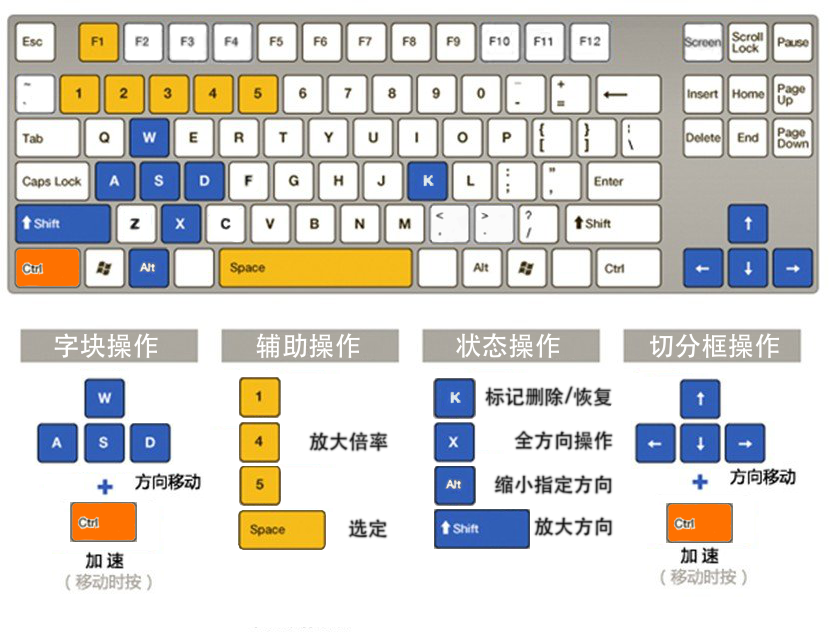 Esc F1 F2 F3 F4 F5 F6 F7 F8 F9 F10 F11 F12 Screen Scroll Lock Pause
~ 1 2 3 4 5 6 7 8 9 0 - + = ← Insert Home Page Up
Tab Q W E R T Y U I O P { [ } ] \ Delete End Page Down
Caps Lock A S D F G H J K L : ; " , Enter
⬆Shift Z X C V B N M < . > . ? / ⬆Shift ↑
Ctrl Alt Space Alt Ctrl ← ↓ →
字块操作 辅助操作 状态操作 切分框操作
W 1 K 标记删除/恢复 ↑
A S D 4 放大倍率 X 全方向操作 ← ↓ →
+ 方向移动 5 Alt 缩小指定方向 + 方向移动
Ctrl Space 选定 ⬆Shift 放大方向 Ctrl
加速 加速
(移动时按) (移动时按)